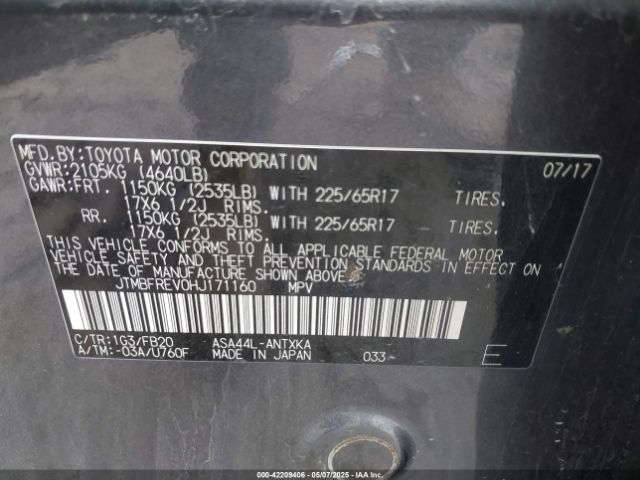 MFD.BY:TOYOTA MOTOR CORPORATION 07/17
GVWR:2105KG (4640LB)
GAWR:FRT. 1150KG (2535LB) WITH 225/65R17 TIRES.
17X6 1/2J RIMS.
RR. 1150KG (2535LB) WITH 225/65R17 TIRES.
17X6 1/2J RIMS.
THIS VEHICLE CONFORMS TO ALL APPLICABLE FEDERAL MOTOR
VEHICLE SAFETY AND THEFT PREVENTION STANDARDS IN EFFECT ON
THE DATE OF MANUFACTURE SHOWN ABOVE.
JTMBFREV0HJ171160 MPV
C/TR:1G3/FB20 ASA44L-ANTXKA
A/TM:-03A/U760F MADE IN JAPAN 033- E
000-42209406 - 05/07/2025 - IAA